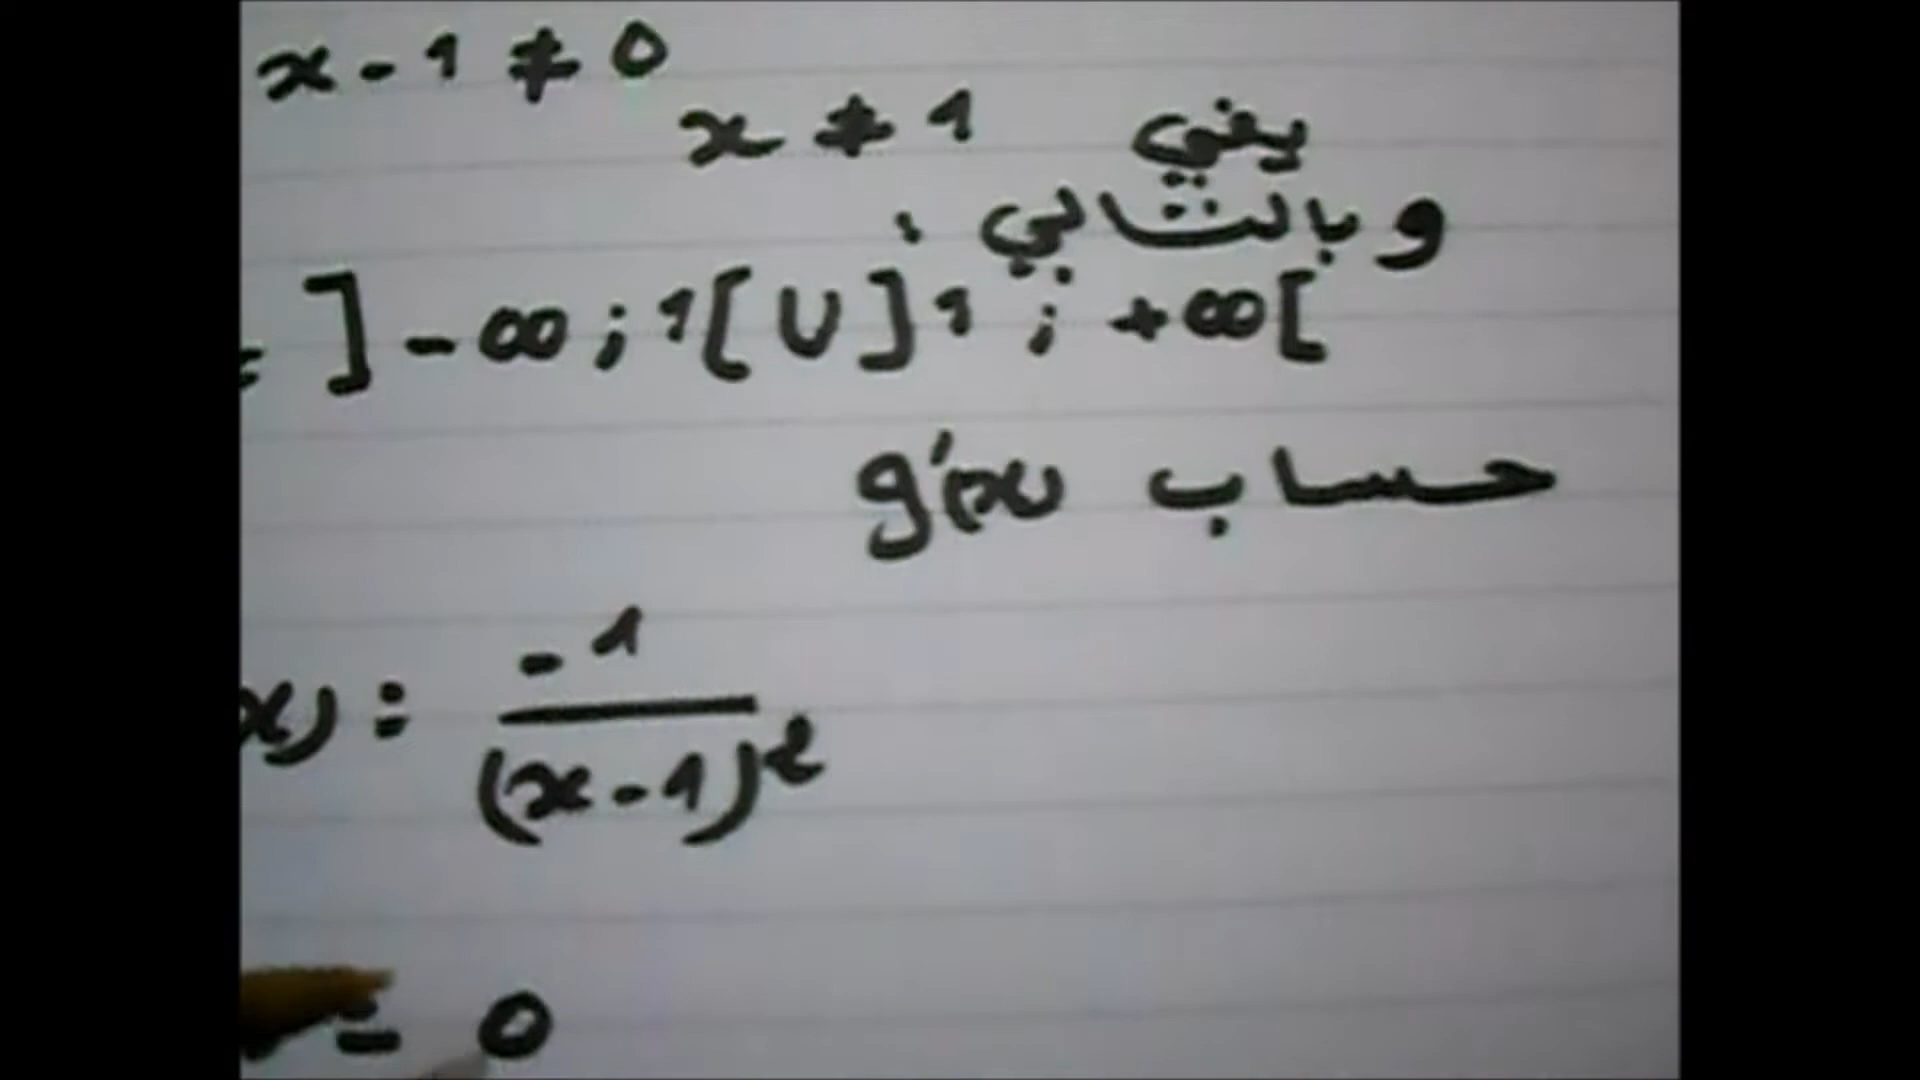 x - 1 ≠ 0
يعني x ≠ 1
وبالتالي :
= ]-∞ ; 1[ U ]1 ; +∞[
حساب g'(x)
x) = -1 / (x-1)²
= 0